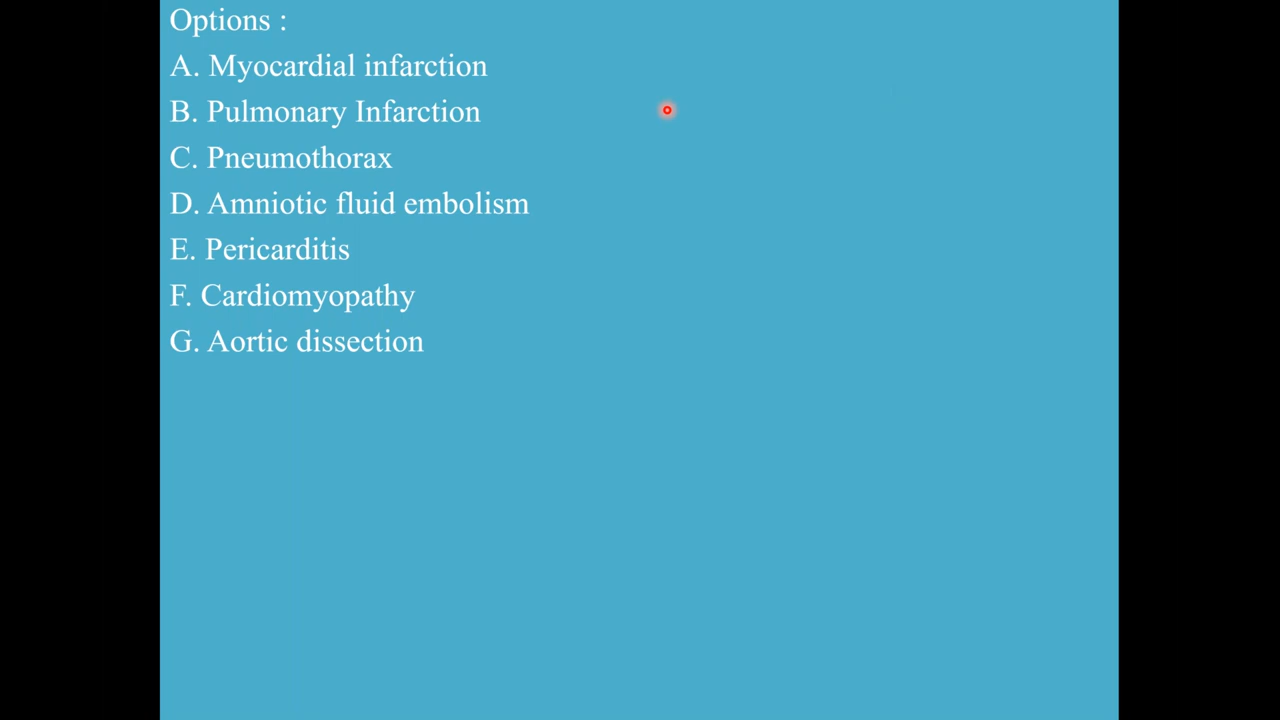 Options :
A. Myocardial infarction
B. Pulmonary Infarction
C. Pneumothorax
D. Amniotic fluid embolism
E. Pericarditis
F. Cardiomyopathy
G. Aortic dissection